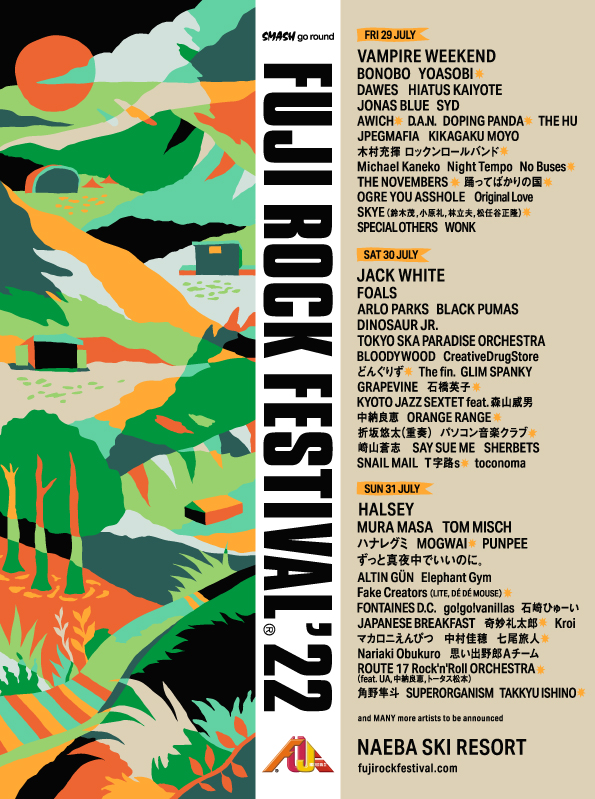 SMASH go round
FUJI ROCK FESTIVAL®'22
FRI 29 JULY
VAMPIRE WEEKEND
BONOBO YOASOBI
DAWES HIATUS KAIYOTE
JONAS BLUE SYD
AWICH D.A.N. DOPING PANDA THE HU
JPEGMAFIA KIKAGAKU MOYO
木村充揮 ロックンロールバンド
Michael Kaneko Night Tempo No Buses
THE NOVEMBERS 踊ってばかりの国
OGRE YOU ASSHOLE Original Love
SKYE (鈴木茂, 小原礼, 林立夫, 松任谷正隆)
SPECIAL OTHERS WONK
SAT 30 JULY
JACK WHITE
FOALS
ARLO PARKS BLACK PUMAS
DINOSAUR JR.
TOKYO SKA PARADISE ORCHESTRA
BLOODYWOOD CreativeDrugStore
どんぐりず The fin. GLIM SPANKY
GRAPEVINE 石橋英子
KYOTO JAZZ SEXTET feat. 森山威男
中納良恵 ORANGE RANGE
折坂悠太(重奏) パソコン音楽クラブ
崎山蒼志 SAY SUE ME SHERBETS
SNAIL MAIL T字路s toconoma
SUN 31 JULY
HALSEY
MURA MASA TOM MISCH
ハナレグミ MOGWAI PUNPEE
ずっと真夜中でいいのに。
ALTIN GÜN Elephant Gym
Fake Creators (LITE, DÉ DÉ MOUSE)
FONTAINES D.C. go!go!vanillas 石崎ひゅーい
JAPANESE BREAKFAST 奇妙礼太郎 Kroi
マカロニえんぴつ 中村佳穂 七尾旅人
Nariaki Obukuro 思い出野郎Aチーム
ROUTE 17 Rock'n'Roll ORCHESTRA
(feat. UA, 中納良恵, トータス松本)
角野隼斗 SUPERORGANISM TAKKYU ISHINO
and MANY more artists to be announced
NAEBA SKI RESORT
fujirockfestival.com